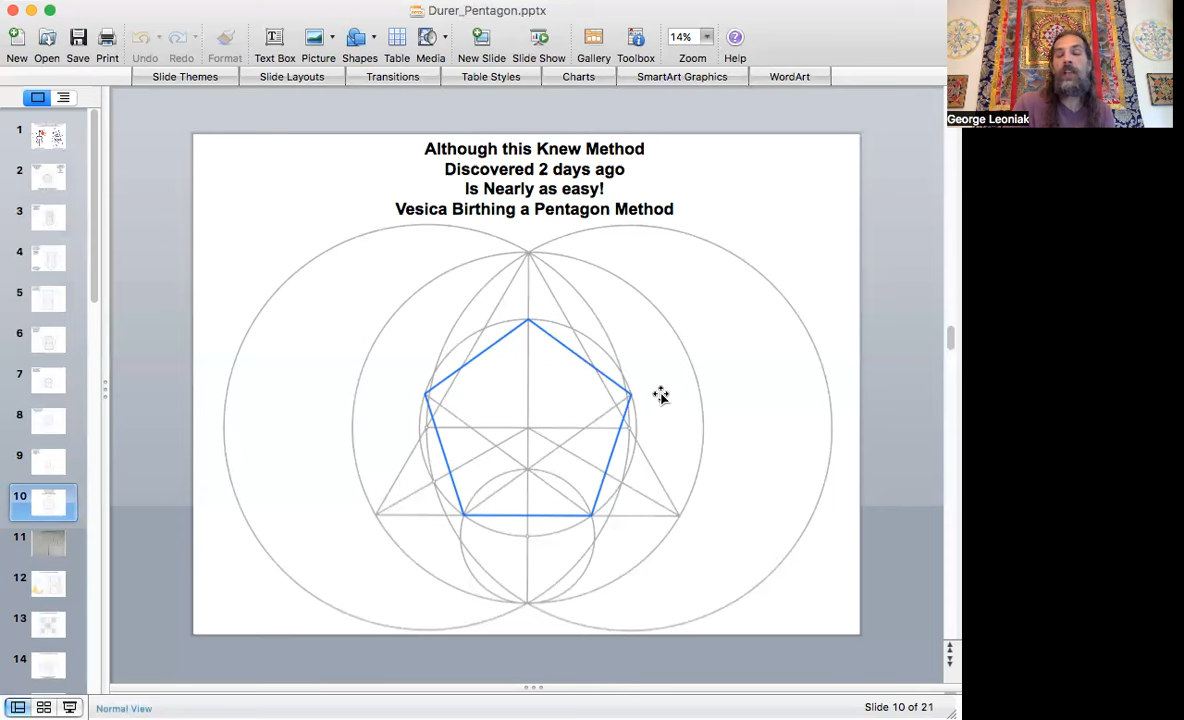 Durer_Pentagon.pptx
New Open Save Print Undo Redo Format Text Box Picture Shapes Table Media New Slide Slide Show Gallery Toolbox Zoom Help
14%
Slide Themes Slide Layouts Transitions Table Styles Charts SmartArt Graphics WordArt
George Leoniak
Although this Knew Method
Discovered 2 days ago
Is Nearly as easy!
Vesica Birthing a Pentagon Method
1
2
3
4
5
6
7
8
9
10
11
12
13
14
Normal View
Slide 10 of 21